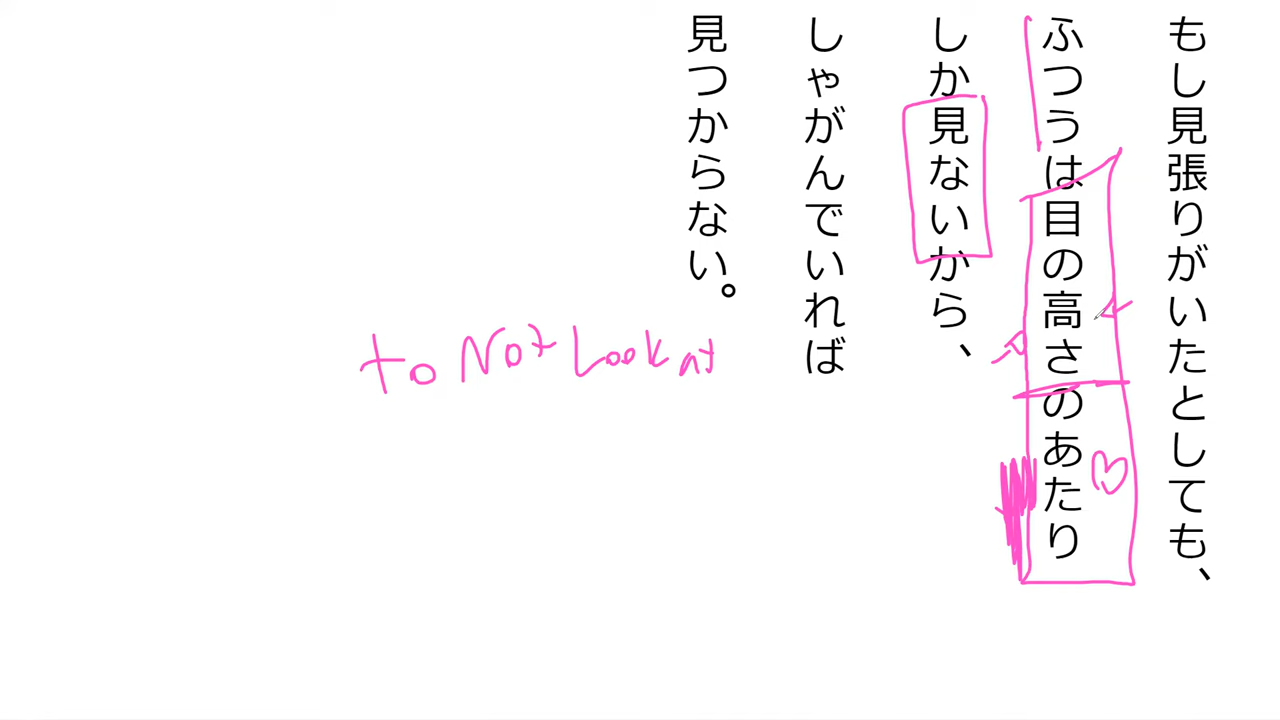 もし見張りがいたとしても、
ふつうは目の高さのあたり
しか見ないから、
しゃがんでいれば
見つからない。
to Not Look at